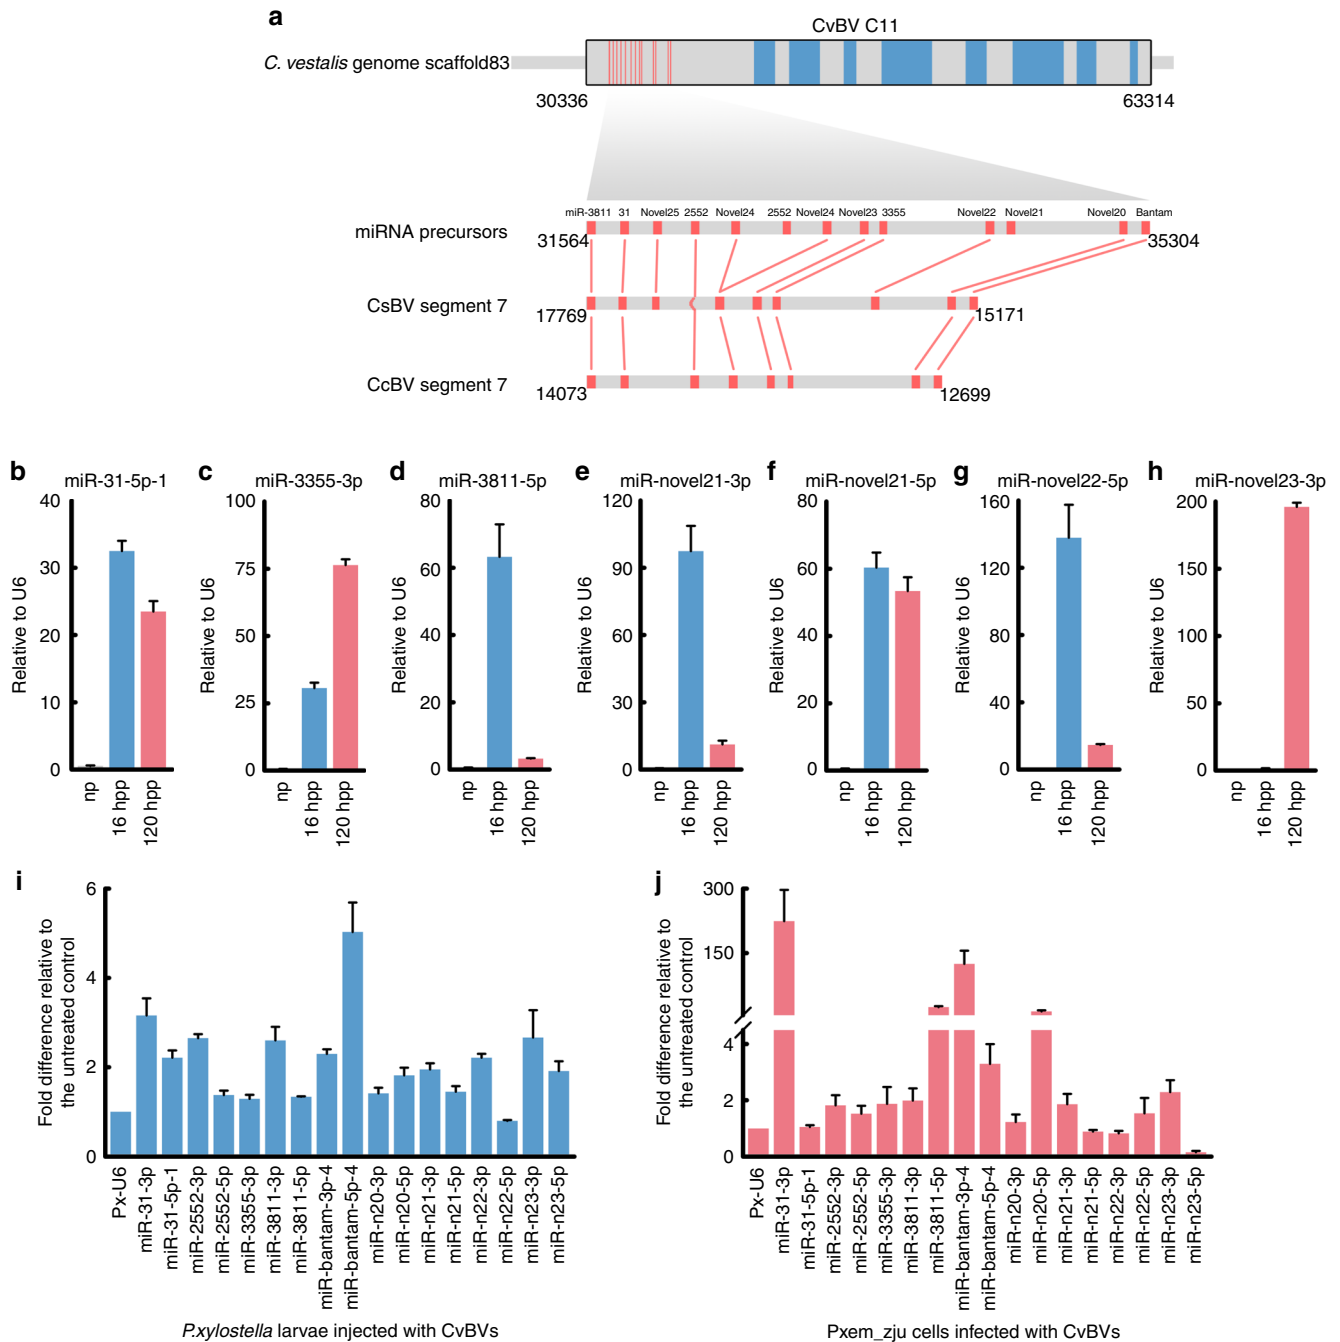 a
CvBV C11
C. vestalis genome scaffold83
30336
63314
miR-3811 31 Novel25 2552 Novel24 2552 Novel24 Novel23 3355 Novel22 Novel21 Novel20 Bantam
miRNA precursors
31564
35304
CsBV segment 7
17769
15171
CcBV segment 7
14073
12699
b
miR-31-5p-1
Relative to U6
40
30
20
10
0
np
16 hpp
120 hpp
c
miR-3355-3p
Relative to U6
100
75
50
25
0
np
16 hpp
120 hpp
d
miR-3811-5p
Relative to U6
80
60
40
20
0
np
16 hpp
120 hpp
e
miR-novel21-3p
Relative to U6
120
90
60
30
0
np
16 hpp
120 hpp
f
miR-novel21-5p
Relative to U6
80
60
40
20
0
np
16 hpp
120 hpp
g
miR-novel22-5p
Relative to U6
160
120
80
40
0
np
16 hpp
120 hpp
h
miR-novel23-3p
Relative to U6
200
150
200
50
0
np
16 hpp
120 hpp
i
Fold difference relative to
the untreated control
6
4
2
0
Px-U6
miR-31-3p
miR-31-5p-1
miR-2552-3p
miR-2552-5p
miR-3355-3p
miR-3811-3p
miR-3811-5p
miR-bantam-3p-4
miR-bantam-5p-4
miR-n20-3p
miR-n20-5p
miR-n21-3p
miR-n21-5p
miR-n22-3p
miR-n22-5p
miR-n23-3p
miR-n23-5p
P.xylostella larvae injected with CvBVs
j
Fold difference relative to
the untreated control
300
150
4
2
0
Px-U6
miR-31-3p
miR-31-5p-1
miR-2552-3p
miR-2552-5p
miR-3355-3p
miR-3811-3p
miR-3811-5p
miR-bantam-3p-4
miR-bantam-5p-4
miR-n20-3p
miR-n20-5p
miR-n21-3p
miR-n21-5p
miR-n22-3p
miR-n22-5p
miR-n23-3p
miR-n23-5p
Pxem_zju cells infected with CvBVs